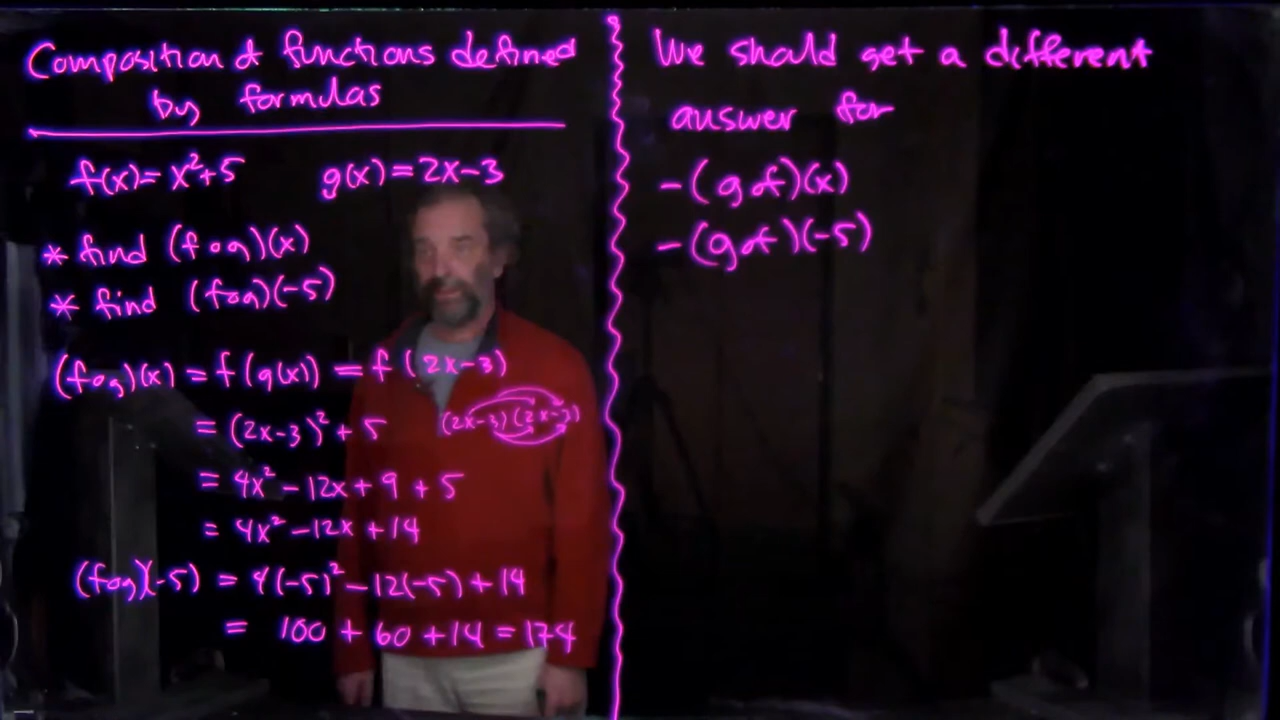 Composition of functions defined
by formulas
f(x)= x²+5 g(x)=2x-3
* find (f∘g)(x)
* find (f∘g)(-5)
(f∘g)(x) = f(g(x)) = f(2x-3)
= (2x-3)²+5 (2x-3)(2x-3)
= 4x²-12x+9+5
= 4x²-12x+14
(f∘g)(-5) = 4(-5)²-12(-5)+14
= 100+60+14=174
We should get a different
answer for
-(g∘f)(x)
-(g∘f)(-5)